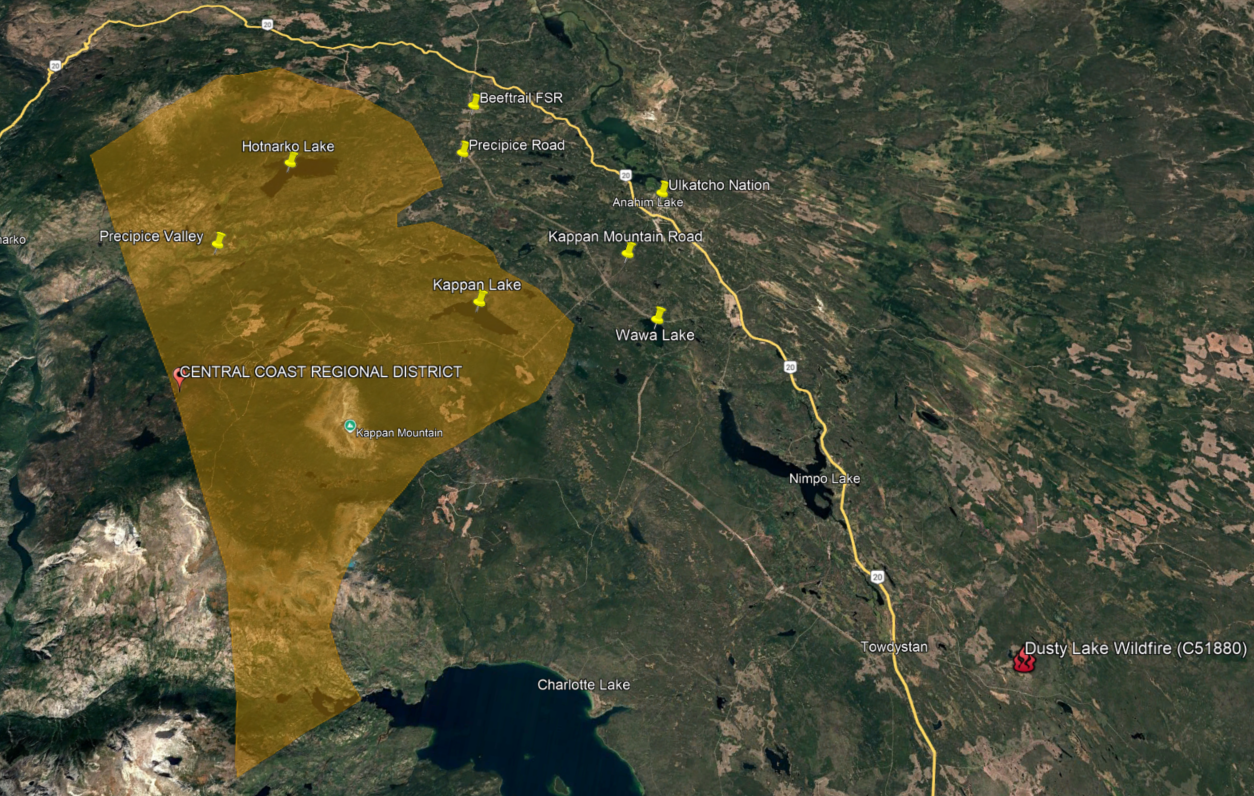 20
20
Beeftrail FSR
Hotnarko Lake
Precipice Road
20
Ulkatcho Nation
Anahim Lake
Precipice Valley
Kappan Mountain Road
arko
Kappan Lake
Wawa Lake
CENTRAL COAST REGIONAL DISTRICT
20
Kappan Mountain
Nimpo Lake
20
Towdystan
Dusty Lake Wildfire (C51880)
Charlotte Lake